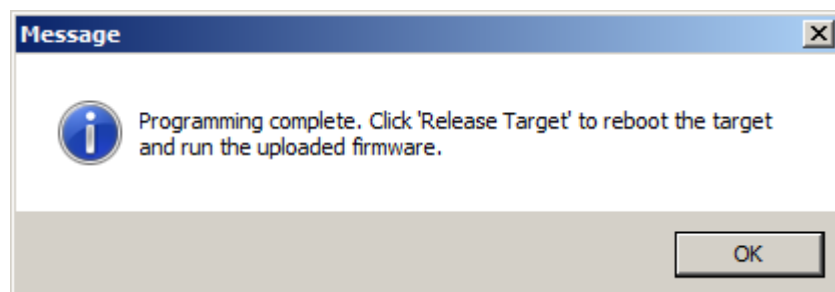 Message
Programming complete. Click 'Release Target' to reboot the target
and run the uploaded firmware.
OK